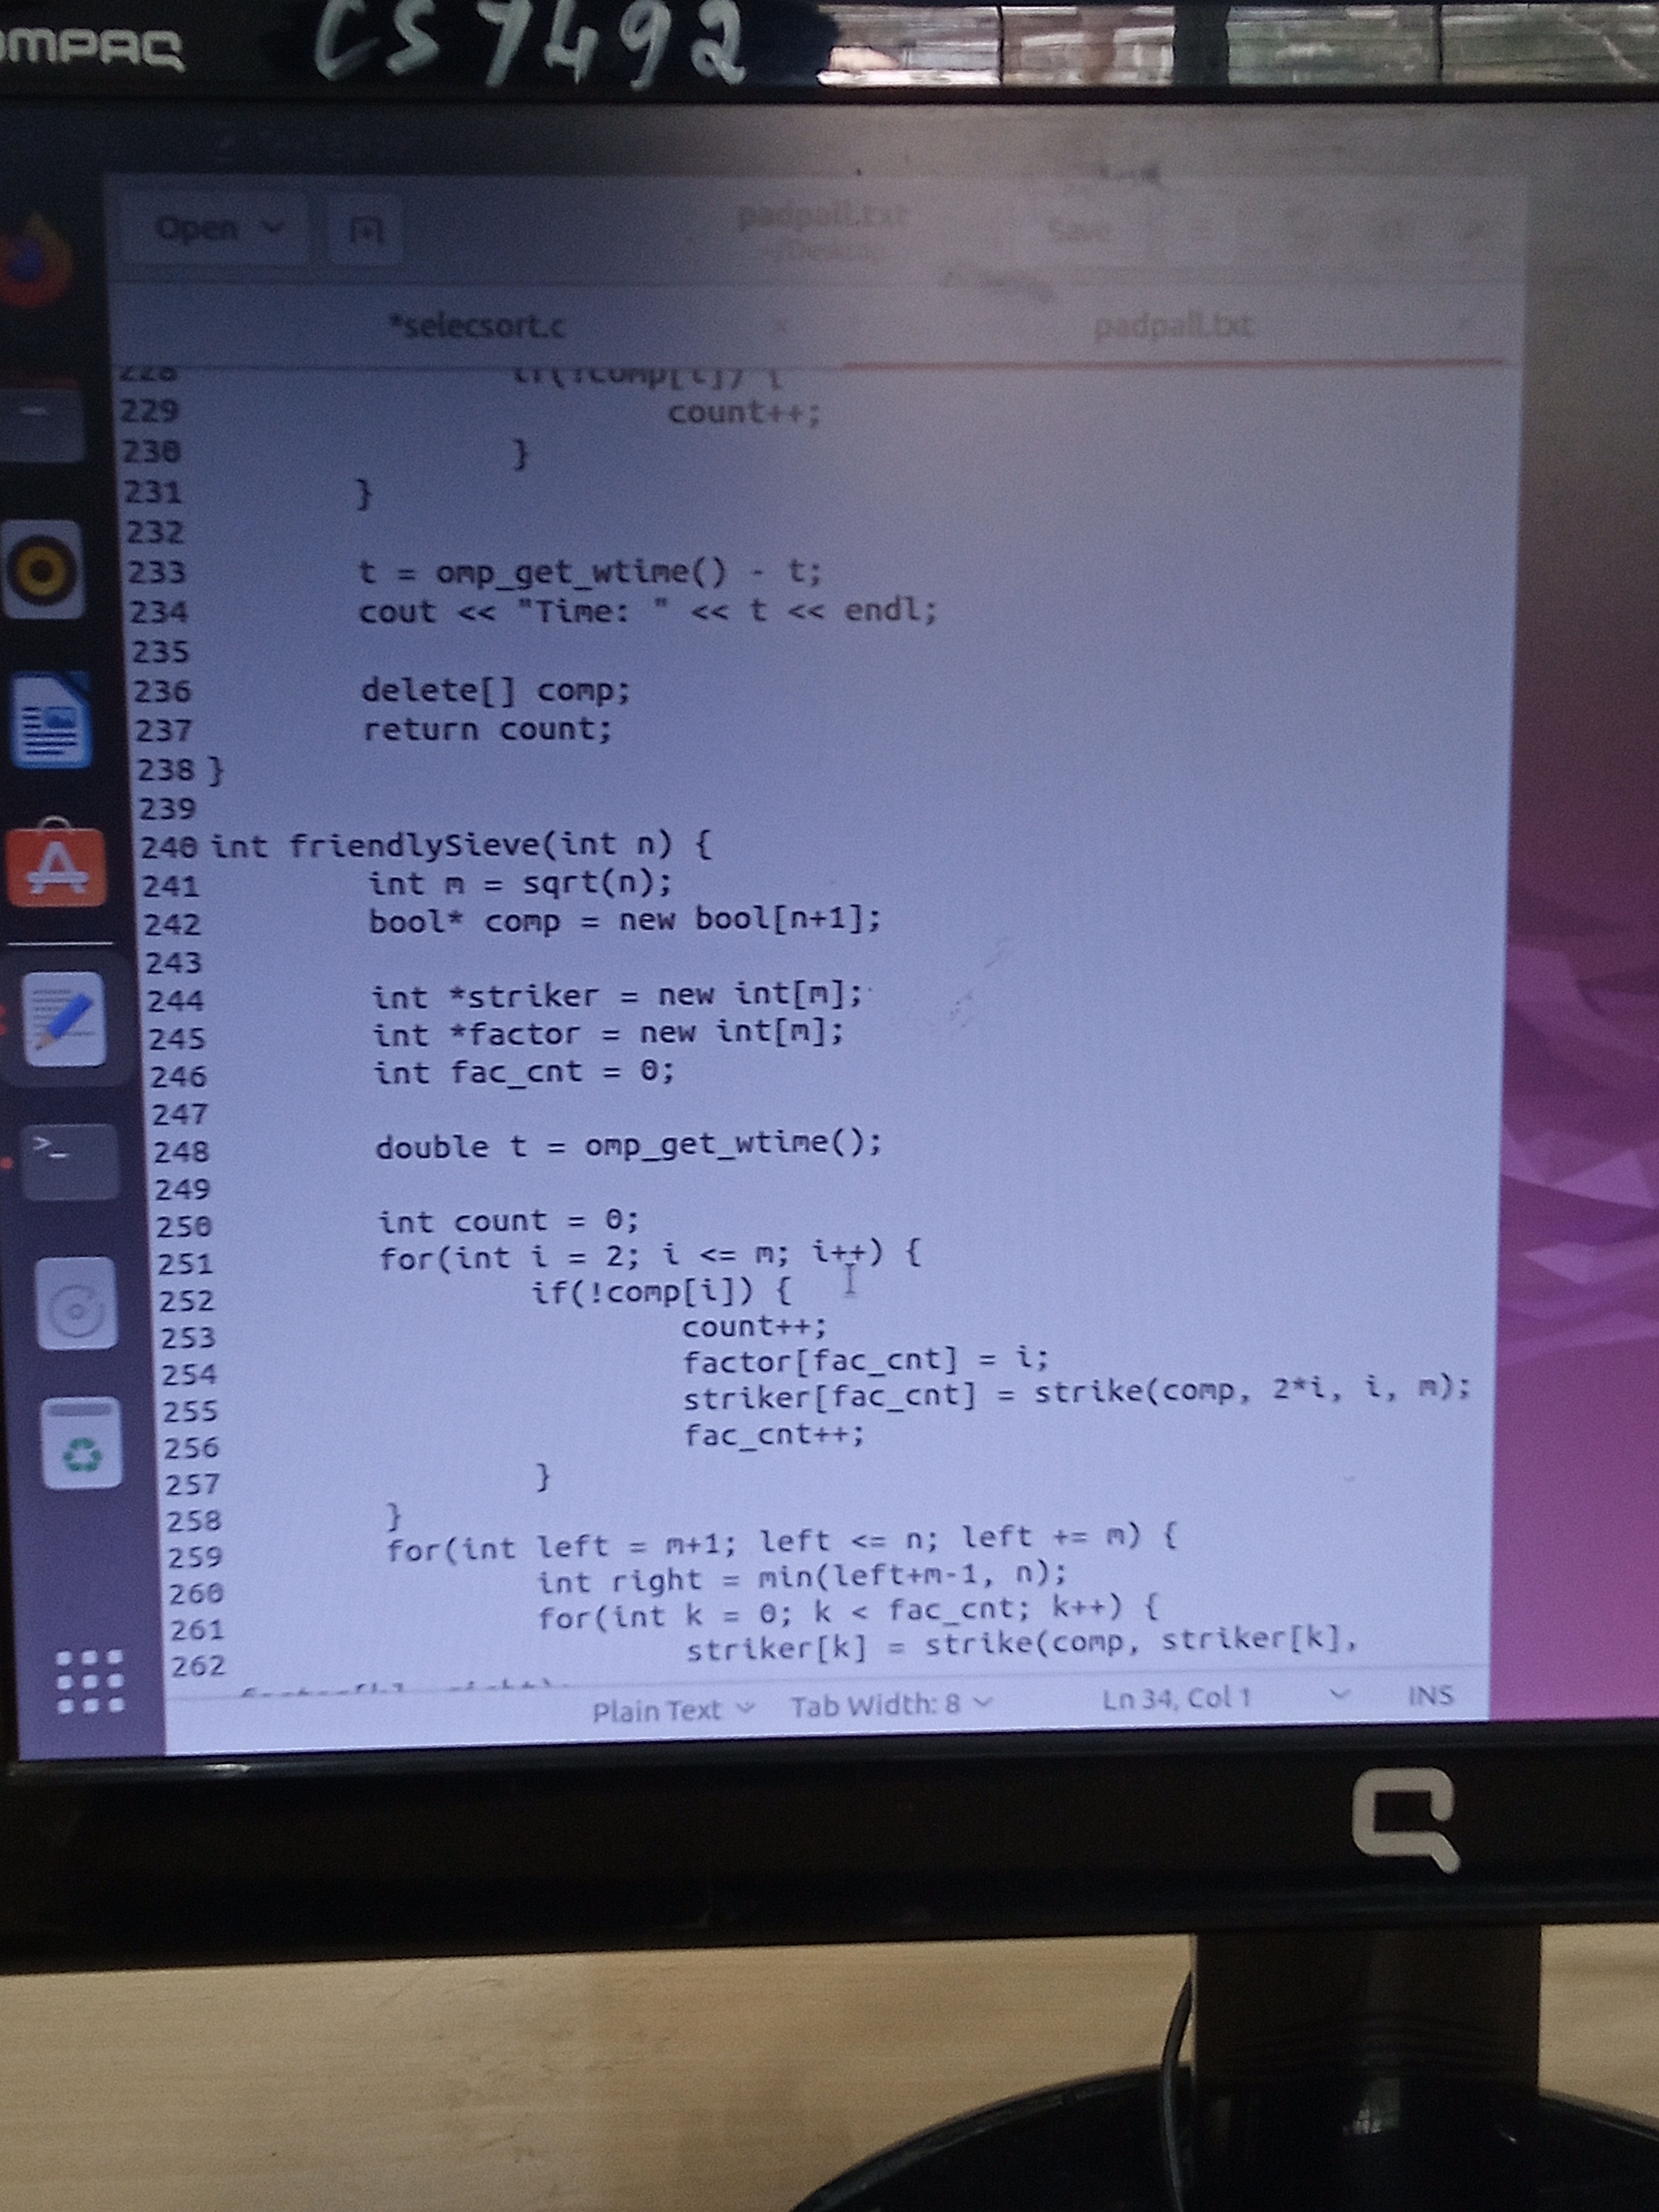 COMPAQ
CS 7492
Open
padpall.txt
~/Desktop
Save
*selecsort.c
padpall.txt
228 if(!comp[i]) {
229 count++;
230 }
231 }
232
233 t = omp_get_wtime() - t;
234 cout << "Time: " << t << endl;
235
236 delete[] comp;
237 return count;
238 }
239
240 int friendlySieve(int n) {
241 int m = sqrt(n);
242 bool* comp = new bool[n+1];
243
244 int *striker = new int[m];
245 int *factor = new int[m];
246 int fac_cnt = 0;
247
248 double t = omp_get_wtime();
249
250 int count = 0;
251 for(int i = 2; i <= m; i++) {
252 if(!comp[i]) {
253 count++;
254 factor[fac_cnt] = i;
255 striker[fac_cnt] = strike(comp, 2*i, i, m);
256 fac_cnt++;
257 }
258 }
259 for(int left = m+1; left <= n; left += m) {
260 int right = min(left+m-1, n);
261 for(int k = 0; k < fac_cnt; k++) {
262 striker[k] = strike(comp, striker[k],
Plain Text Tab Width: 8 Ln 34, Col 1 INS